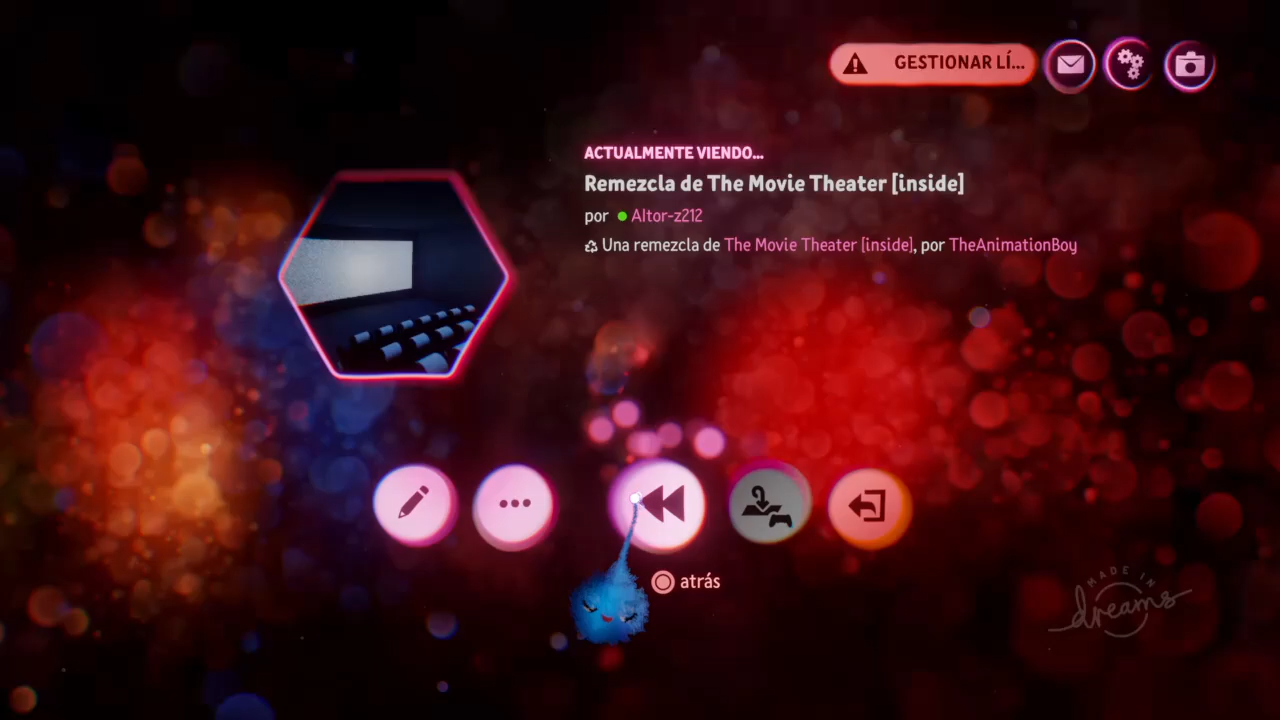 GESTIONAR LÍ...
ACTUALMENTE VIENDO...
Remezcla de The Movie Theater [inside]
por AItor-z212
Una remezcla de The Movie Theater [inside], por TheAnimationBoy
atrás
MADE IN
dreams